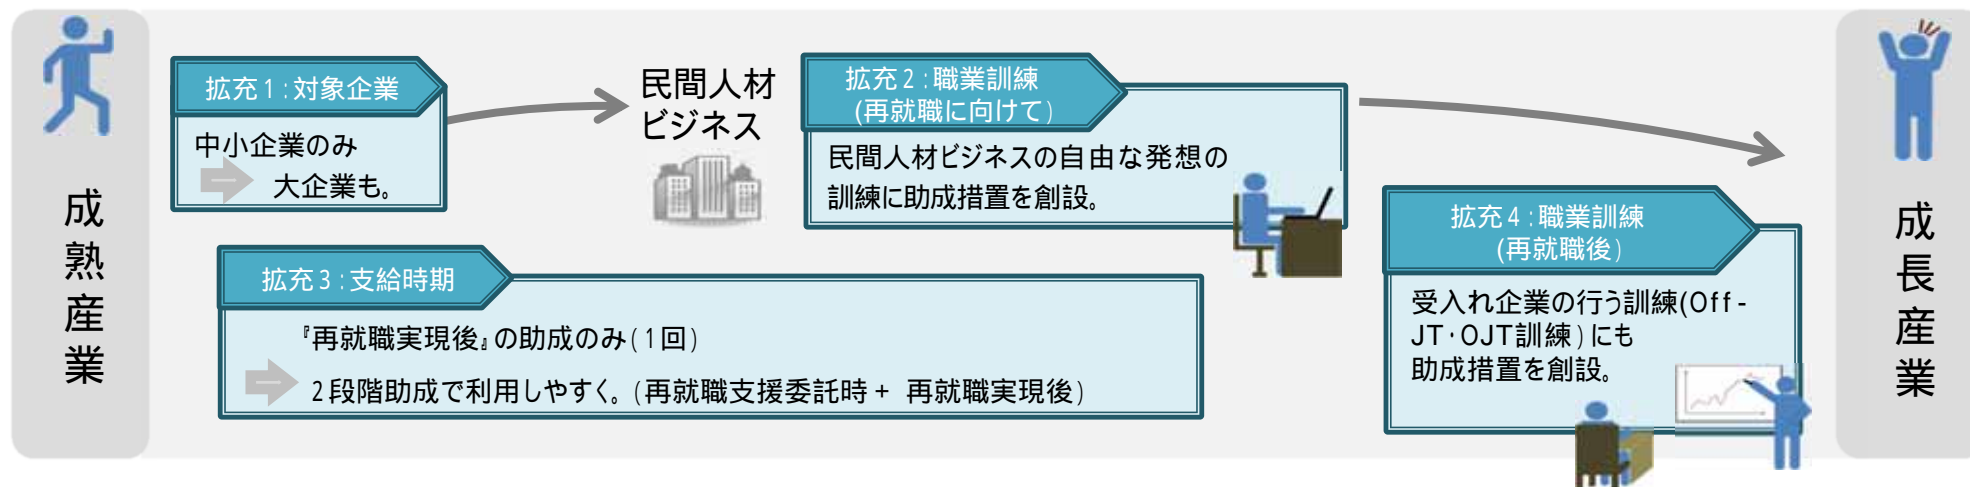 成熟産業
拡充1:対象企業
中小企業のみ
大企業も。
民間人材
ビジネス
拡充2:職業訓練
(再就職に向けて)
民間人材ビジネスの自由な発想の
訓練に助成措置を創設。
拡充3:支給時期
『再就職実現後』の助成のみ(1回)
2段階助成で利用しやすく。(再就職支援委託時+ 再就職実現後)
拡充4:職業訓練
(再就職後)
受入れ企業の行う訓練(Off-
JT・OJT訓練)にも
助成措置を創設。
成長産業